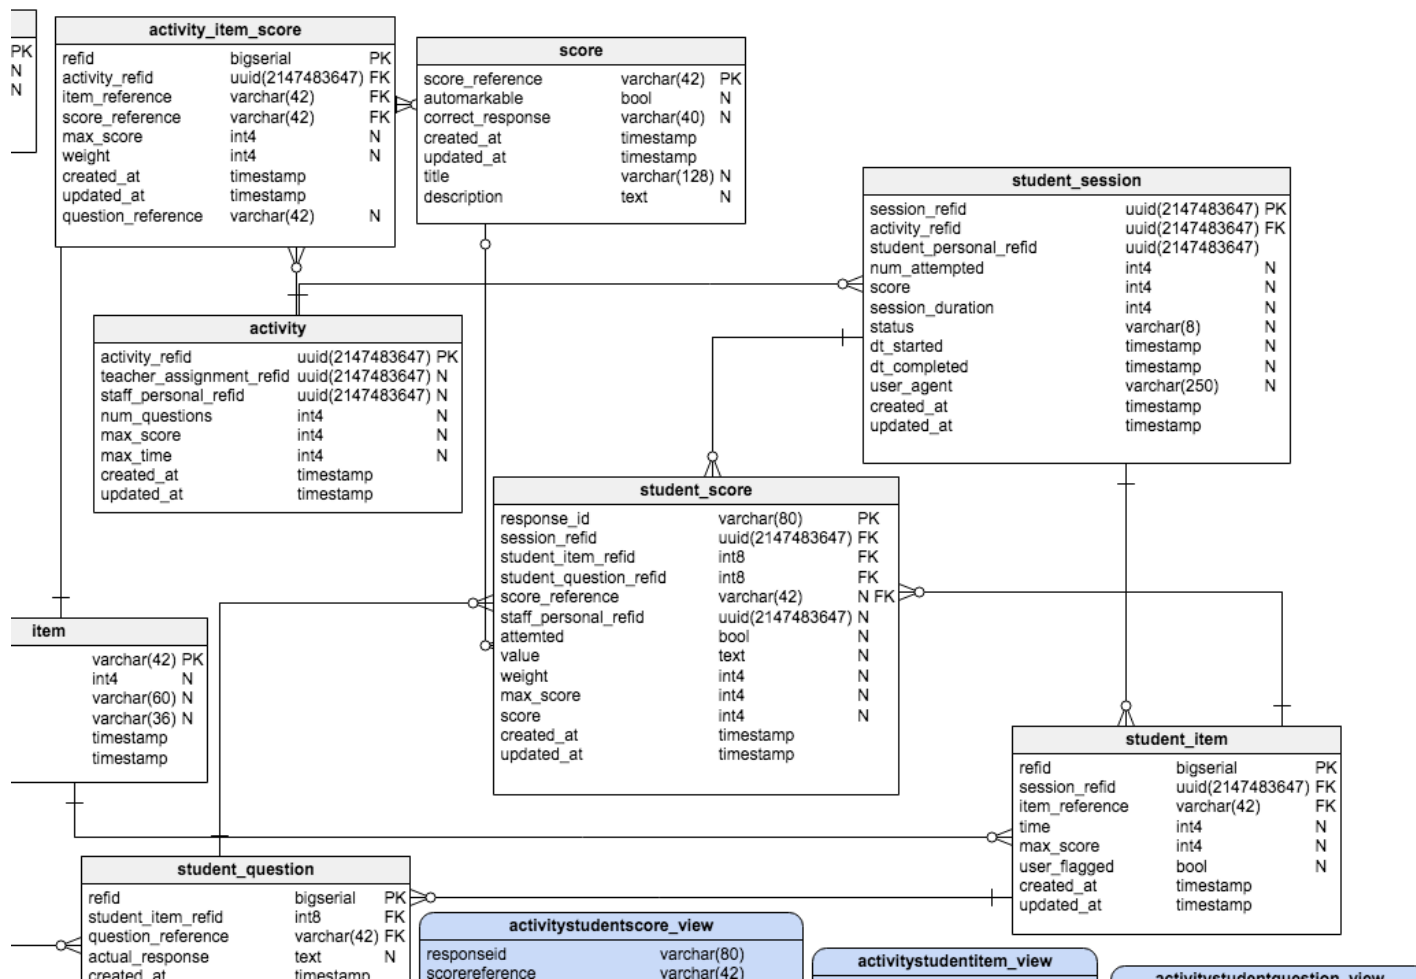 PK
N
N
activity_item_score
refid bigserial PK
activity_refid uuid(2147483647) FK
item_reference varchar(42) FK
score_reference varchar(42) FK
max_score int4 N
weight int4 N
created_at timestamp
updated_at timestamp
question_reference varchar(42) N
score
score_reference varchar(42) PK
automarkable bool N
correct_response varchar(40) N
created_at timestamp
updated_at timestamp
title varchar(128) N
description text N
student_session
session_refid uuid(2147483647) PK
activity_refid uuid(2147483647) FK
student_personal_refid uuid(2147483647)
num_attempted int4 N
score int4 N
session_duration int4 N
status varchar(8) N
dt_started timestamp N
dt_completed timestamp N
user_agent varchar(250) N
created_at timestamp
updated_at timestamp
activity
activity_refid uuid(2147483647) PK
teacher_assignment_refid uuid(2147483647) N
staff_personal_refid uuid(2147483647) N
num_questions int4 N
max_score int4 N
max_time int4 N
created_at timestamp
updated_at timestamp
student_score
response_id varchar(80) PK
session_refid uuid(2147483647) FK
student_item_refid int8 FK
student_question_refid int8 FK
score_reference varchar(42) N FK
staff_personal_refid uuid(2147483647) N
attemted bool N
value text N
weight int4 N
max_score int4 N
score int4 N
created_at timestamp
updated_at timestamp
item
varchar(42) PK
int4 N
varchar(60) N
varchar(36) N
timestamp
timestamp
student_item
refid bigserial PK
session_refid uuid(2147483647) FK
item_reference varchar(42) FK
time int4 N
max_score int4 N
user_flagged bool N
created_at timestamp
updated_at timestamp
student_question
refid bigserial PK
student_item_refid int8 FK
question_reference varchar(42) FK
actual_response text N
created_at timestamp
activitystudentscore_view
responseid varchar(80)
scorereference varchar(42)
activitystudentitem_view
activitystudentquestion_view